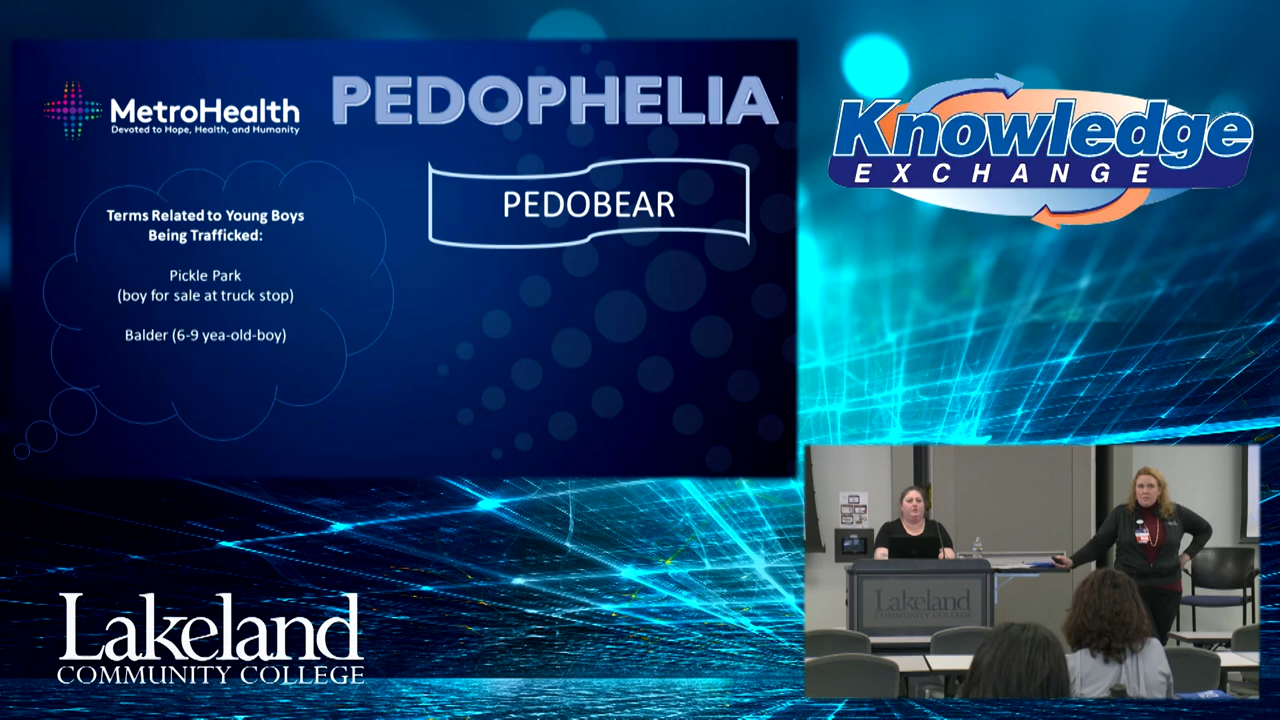 MetroHealth
Devoted to Hope, Health, and Humanity
PEDOPHELIA
PEDOBEAR
Terms Related to Young Boys
Being Trafficked:
Pickle Park
(boy for sale at truck stop)
Balder (6-9 yea-old-boy)
Knowledge
EXCHANGE
Lakeland
COMMUNITY COLLEGE
Lakeland
COMMUNITY COLLEGE